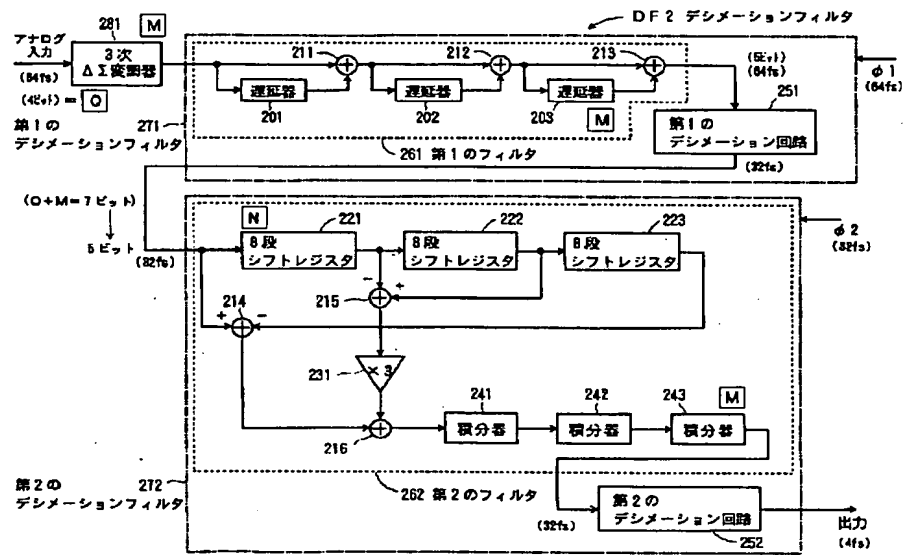 281
M
DF2 デシメーションフィルタ
アナログ
入力
(64fs)
3次
ΔΣ変調器
(4ビット) = Q
211
212
213
(5ビット)
(64fs)
φ1
(64fs)
遅延器
201
遅延器
202
遅延器
203
M
251
第1の
デシメーション回路
(32fs)
第1の 271
デシメーションフィルタ
261 第1のフィルタ
(Q+M=7ビット)
5ビット
(32fs)
N
221
8段
シフトレジスタ
222
8段
シフトレジスタ
223
8段
シフトレジスタ
φ2
(32fs)
214
+
−
−
+
215
231
×3
216
241
積分器
242
積分器
243
積分器
M
第2の 272
デシメーションフィルタ
262 第2のフィルタ
(32fs)
第2の
デシメーション回路
252
出力
(4fs)